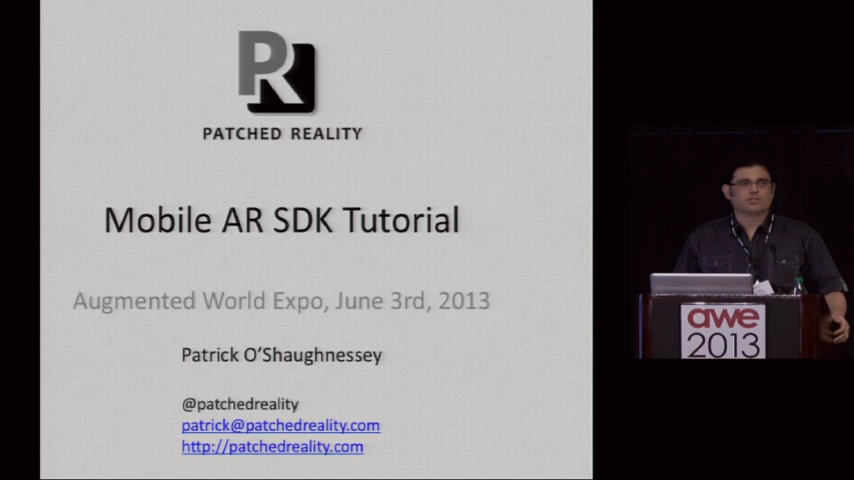 PR
PATCHED REALITY
Mobile AR SDK Tutorial
Augmented World Expo, June 3rd, 2013
Patrick O'Shaughnessey
@patchedreality
patrick@patchedreality.com
http://patchedreality.com
awe
2013